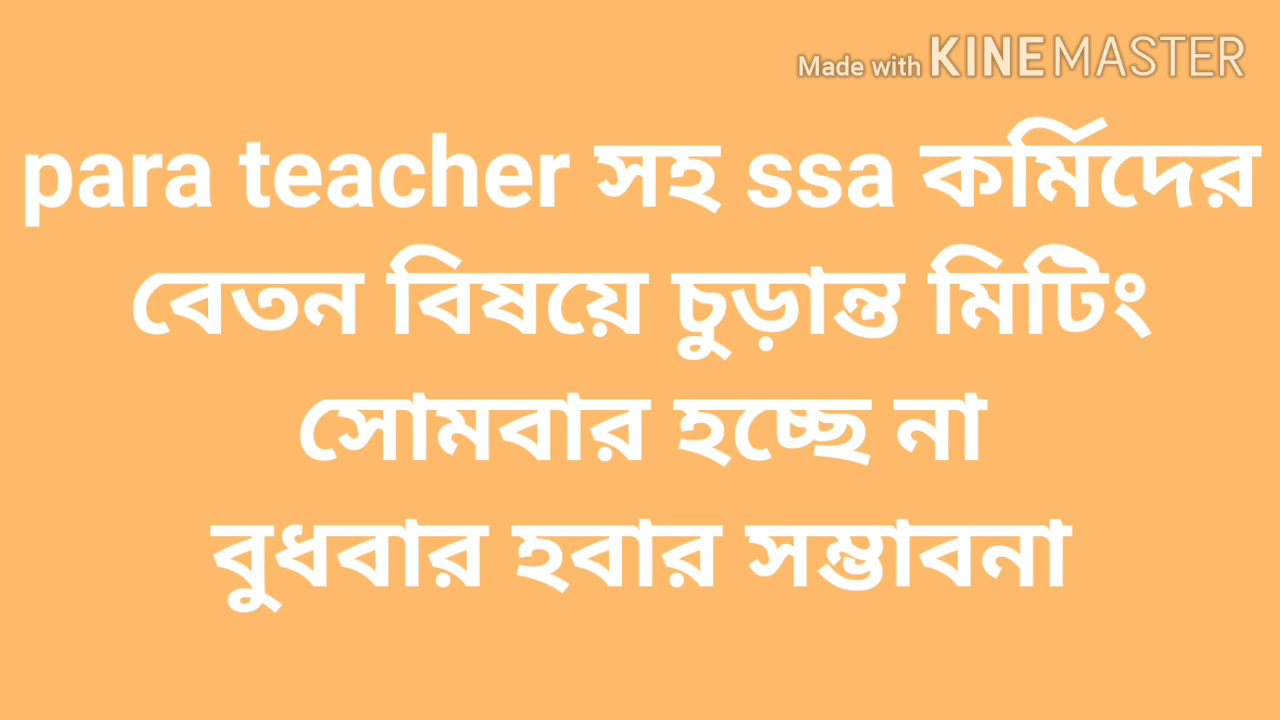 Made with KINEMASTER
para teacher সহ ssa কর্মিদের
বেতন বিষয়ে চুড়ান্ত মিটিং
সোমবার হচ্ছে না
বুধবার হবার সম্ভাবনা